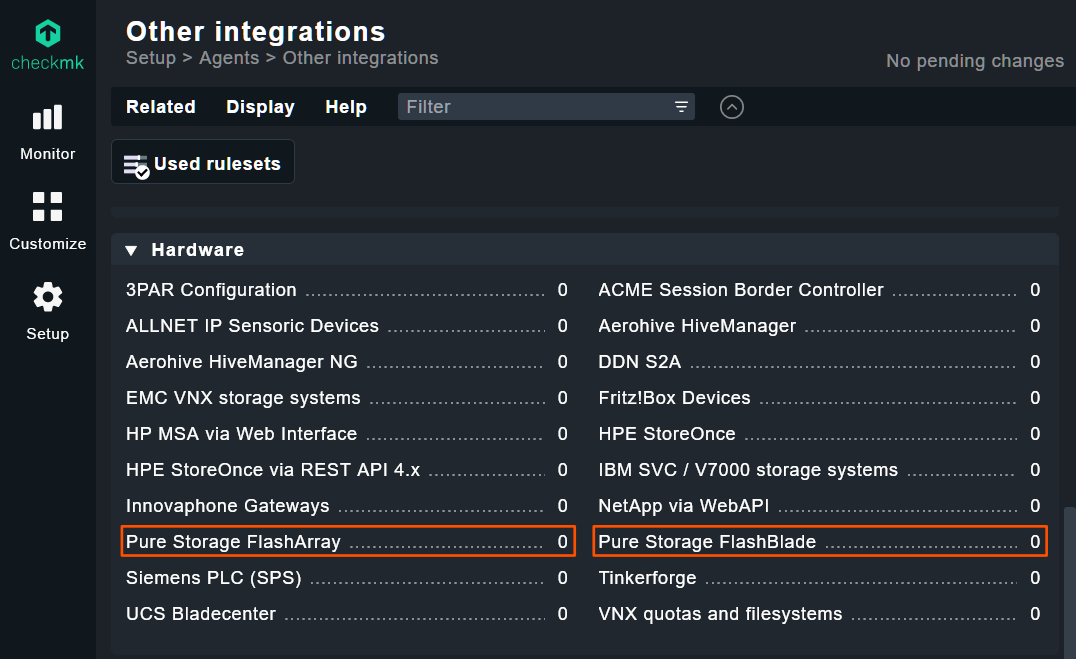 checkmk
Monitor
Customize
Setup
Other integrations
Setup > Agents > Other integrations
No pending changes
Related Display Help Filter
Used rulesets
Hardware
3PAR Configuration 0 ACME Session Border Controller 0
ALLNET IP Sensoric Devices 0 Aerohive HiveManager 0
Aerohive HiveManager NG 0 DDN S2A 0
EMC VNX storage systems 0 Fritz!Box Devices 0
HP MSA via Web Interface 0 HPE StoreOnce 0
HPE StoreOnce via REST API 4.x 0 IBM SVC / V7000 storage systems 0
Innovaphone Gateways 0 NetApp via WebAPI 0
Pure Storage FlashArray 0 Pure Storage FlashBlade 0
Siemens PLC (SPS) 0 Tinkerforge 0
UCS Bladecenter 0 VNX quotas and filesystems 0